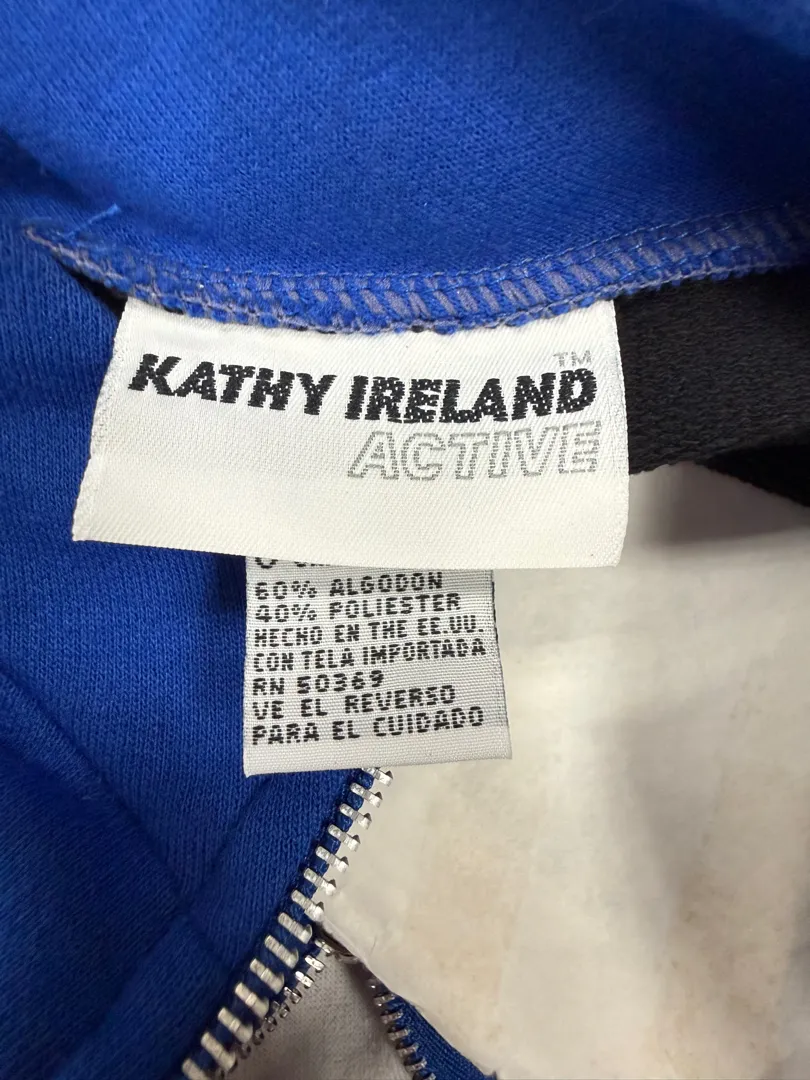 KATHY IRELAND™
ACTIVE
60% ALGODON
40% POLIESTER
HECHO EN THE EE.UU.
CON TELA IMPORTADA
RN 50369
VE EL REVERSO
PARA EL CUIDADO